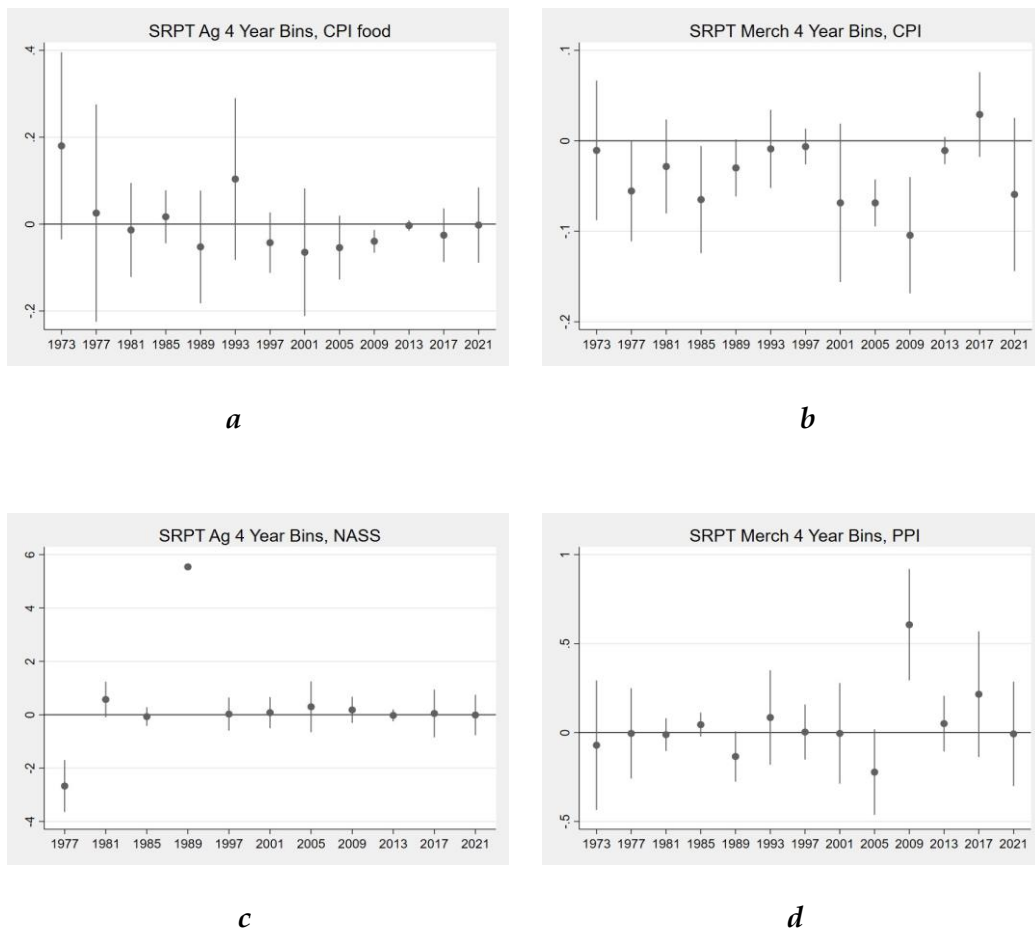 SRPT Ag 4 Year Bins, CPI food
.4
.2
0
-.2
1973 1977 1981 1985 1989 1993 1997 2001 2005 2009 2013 2017 2021
a
SRPT Merch 4 Year Bins, CPI
.1
0
-.1
-.2
1973 1977 1981 1985 1989 1993 1997 2001 2005 2009 2013 2017 2021
b
SRPT Ag 4 Year Bins, NASS
6
4
2
0
-2
-4
1977 1981 1985 1989 1997 2001 2005 2009 2013 2017 2021
c
SRPT Merch 4 Year Bins, PPI
1
.5
0
-.5
1973 1977 1981 1985 1989 1993 1997 2001 2005 2009 2013 2017 2021
d